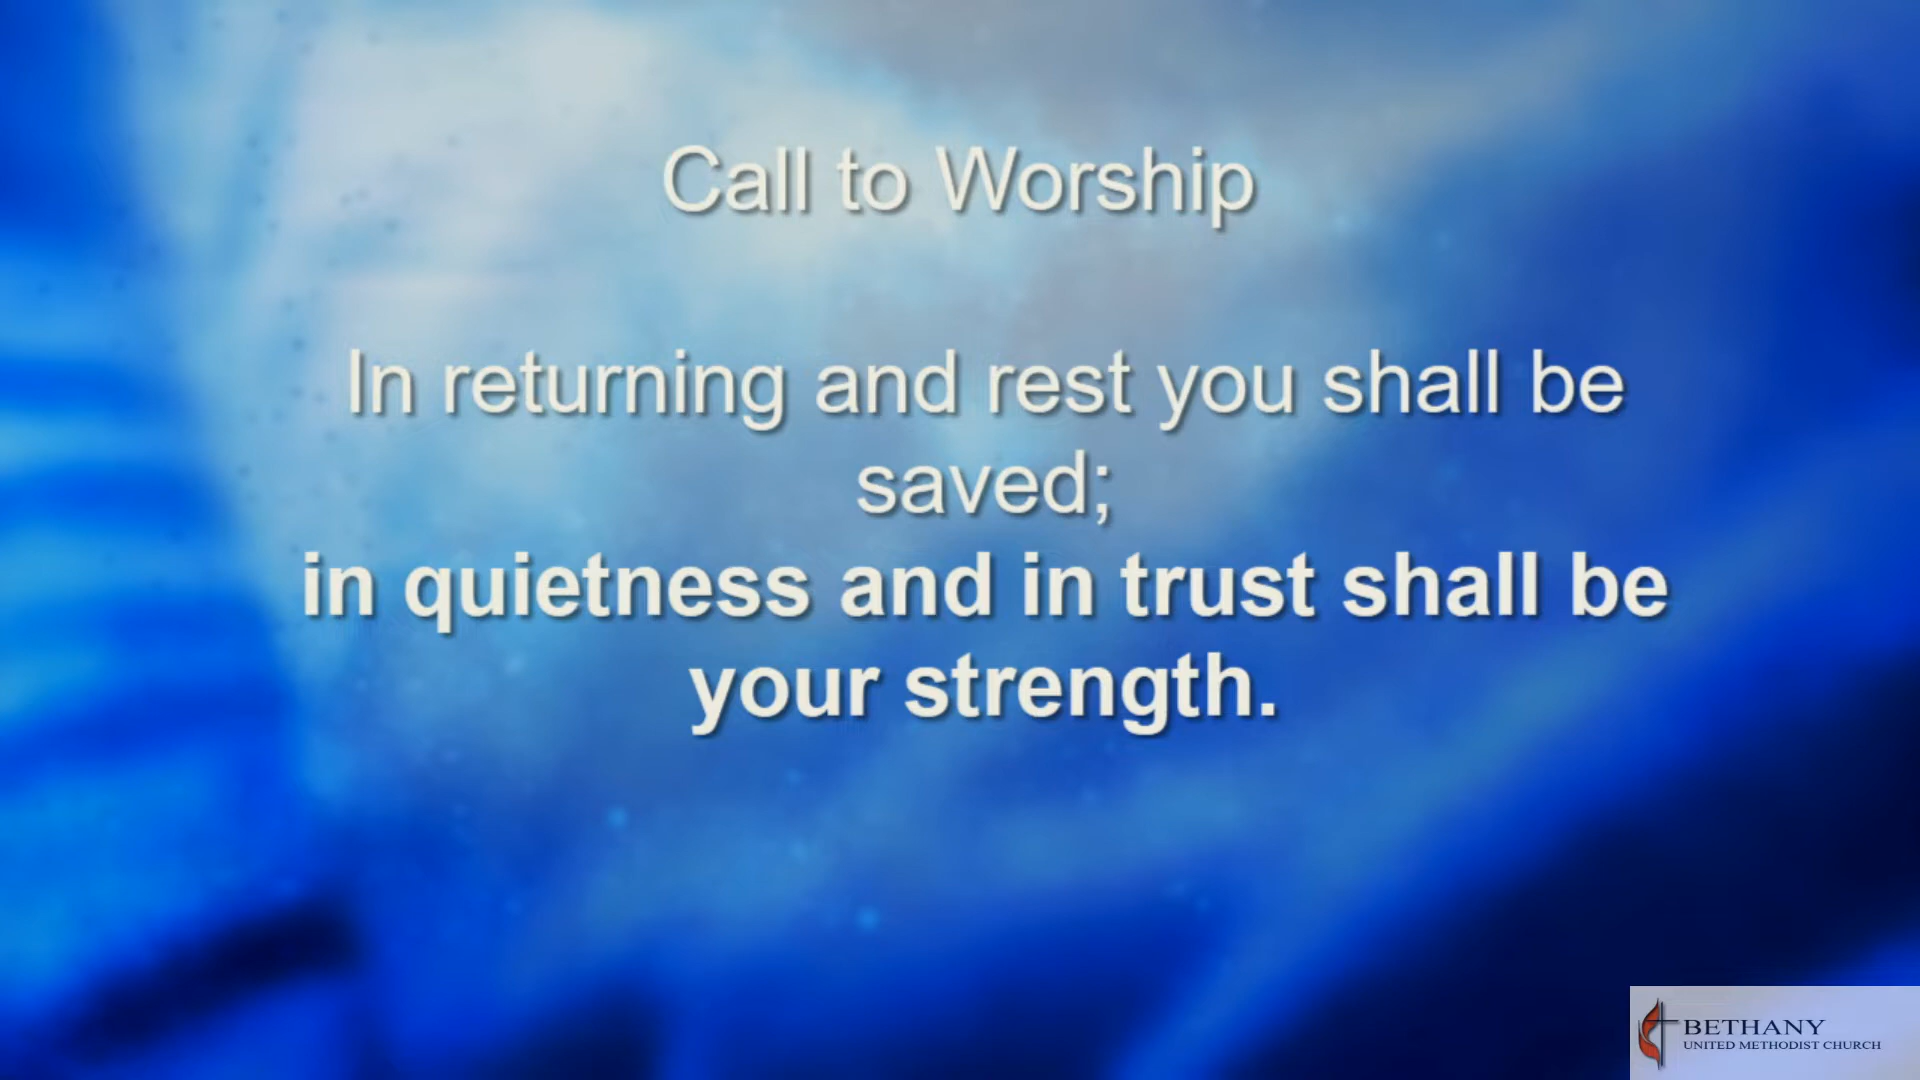 Call to Worship
In returning and rest you shall be
saved;
in quietness and in trust shall be
your strength.
BETHANY
UNITED METHODIST CHURCH